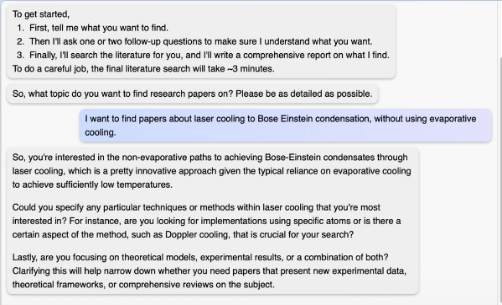 To get started,
1. First, tell me what you want to find.
2. Then I'll ask one or two follow-up questions to make sure I understand what you want.
3. Finally, I'll search the literature for you, and I'll write a comprehensive report on what I find.
To do a careful job, the final literature search will take ~3 minutes.
So, what topic do you want to find research papers on? Please be as detailed as possible.
I want to find papers about laser cooling to Bose Einstein condensation, without using evaporative
cooling.
So, you're interested in the non-evaporative paths to achieving Bose-Einstein condensates through
laser cooling, which is a pretty innovative approach given the typical reliance on evaporative cooling
to achieve sufficiently low temperatures.
Could you specify any particular techniques or methods within laser cooling that you're most
interested in? For instance, are you looking for implementations using specific atoms or is there a
certain aspect of the method, such as Doppler cooling, that is crucial for your search?
Lastly, are you focusing on theoretical models, experimental results, or a combination of both?
Clarifying this will help narrow down whether you need papers that present new experimental data,
theoretical frameworks, or comprehensive reviews on the subject.